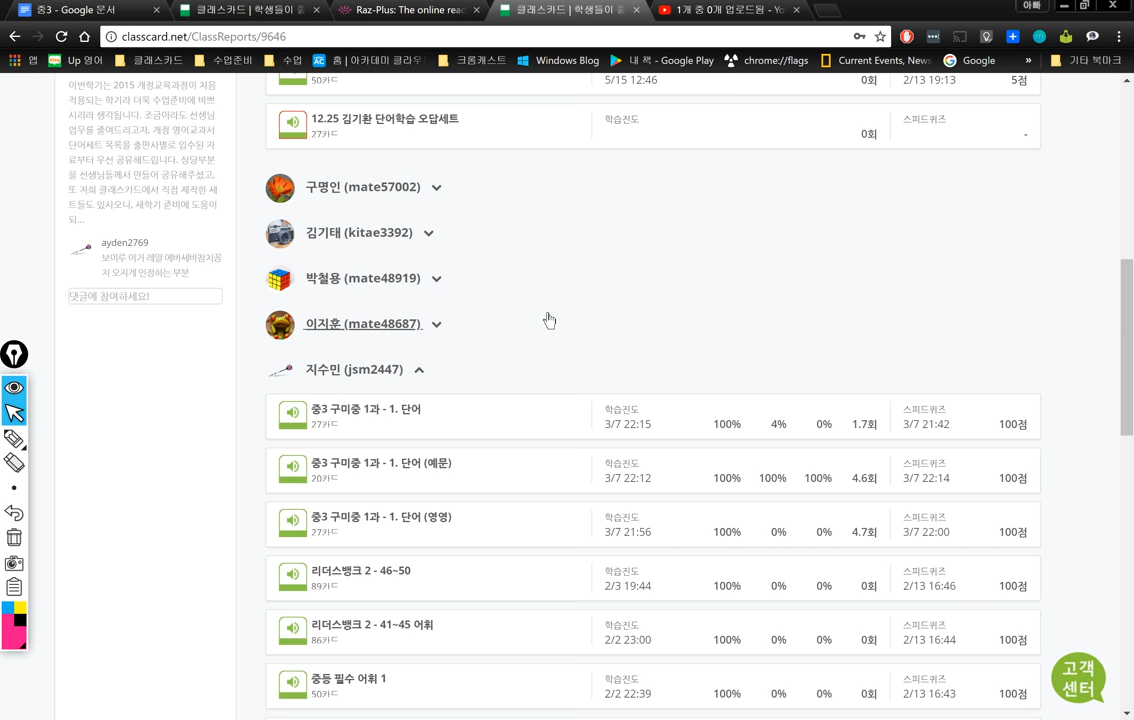 중3 - Google 문서
클래스카드 | 학생들이 를
Raz-Plus: The online rea
클래스카드 | 학생들이 를
1개 중 0개 업로드됨 - Yo
아빠
classcard.net/ClassReports/9646
앱
Up 영어
클래스카드
수업준비
수업
홈 | 아카데미 클라우
크롬캐스트
Windows Blog
내 책 - Google Play
chrome://flags
Current Events, News
Google
»
기타 북마크
이번학기는 2015 개정교육과정이 처음
적용되는 학기라 더욱 수업준비에 바쁘
시리라 생각됩니다. 조금이라도 선생님
업무를 줄여드리고자, 개정 영어교과서
단어세트 목록을 출판사별로 입수된 자
료부터 우선 공유해드립니다. 상당부분
을 선생님들께서 만들어 공유해주셨고,
또 저희 클래스카드에서 직접 제작한 세
트들도 있사오니, 새학기 준비에 도움이
되...
ayden2769
보이루 이거 레알 에바세바참치꽁
치 오지게 인정하는 부분
댓글에 참여하세요!
50카드
5/15 12:46
0회
2/13 19:13
5점
12.25 김기환 단어학습 오답세트
27카드
학습진도
0회
스피드퀴즈
-
구명인 (mate57002)
김기태 (kitae3392)
박철용 (mate48919)
이지훈 (mate48687)
지수민 (jsm2447)
중3 구미중 1과 - 1. 단어
27카드
학습진도
3/7 22:15
100%
4%
0%
1.7회
스피드퀴즈
3/7 21:42
100점
중3 구미중 1과 - 1. 단어 (예문)
20카드
학습진도
3/7 22:12
100%
100%
100%
4.6회
스피드퀴즈
3/7 22:14
100점
중3 구미중 1과 - 1. 단어 (영영)
27카드
학습진도
3/7 21:56
100%
0%
0%
4.7회
스피드퀴즈
3/7 22:00
100점
리더스뱅크 2 - 46~50
89카드
학습진도
2/3 19:44
100%
0%
0%
0회
스피드퀴즈
2/13 16:46
100점
리더스뱅크 2 - 41~45 어휘
86카드
학습진도
2/2 23:00
100%
0%
0%
0회
스피드퀴즈
2/13 16:44
100점
중등 필수 어휘 1
50카드
학습진도
2/2 22:39
100%
0%
0%
0회
스피드퀴즈
2/13 16:43
100점
고객
센터